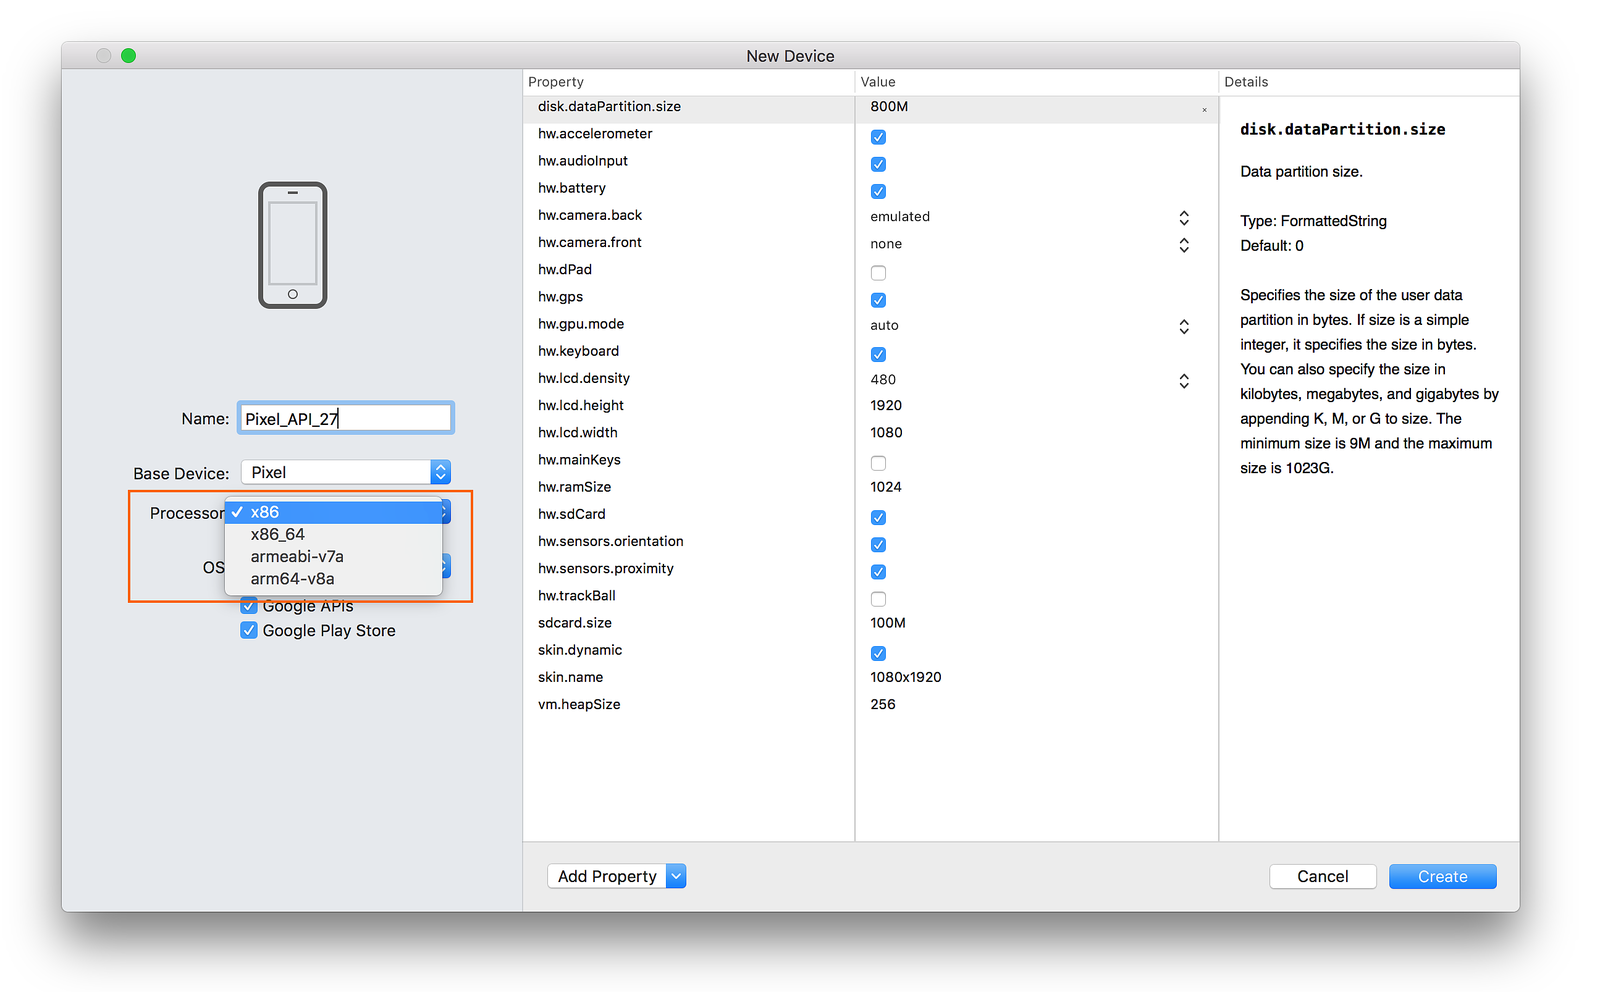 New Device
Name: Pixel_API_27
Base Device: Pixel
Processor x86
x86_64
armeabi-v7a
OS
arm64-v8a
Google APIs
Google Play Store
Property Value Details
disk.dataPartition.size 800M
hw.accelerometer
hw.audioInput
hw.battery
hw.camera.back emulated
hw.camera.front none
hw.dPad
hw.gps
hw.gpu.mode auto
hw.keyboard
hw.lcd.density 480
hw.lcd.height 1920
hw.lcd.width 1080
hw.mainKeys
hw.ramSize 1024
hw.sdCard
hw.sensors.orientation
hw.sensors.proximity
hw.trackBall
sdcard.size 100M
skin.dynamic
skin.name 1080x1920
vm.heapSize 256
disk.dataPartition.size
Data partition size.
Type: FormattedString
Default: 0
Specifies the size of the user data
partition in bytes. If size is a simple
integer, it specifies the size in bytes.
You can also specify the size in
kilobytes, megabytes, and gigabytes by
appending K, M, or G to size. The
minimum size is 9M and the maximum
size is 1023G.
Add Property
Cancel Create